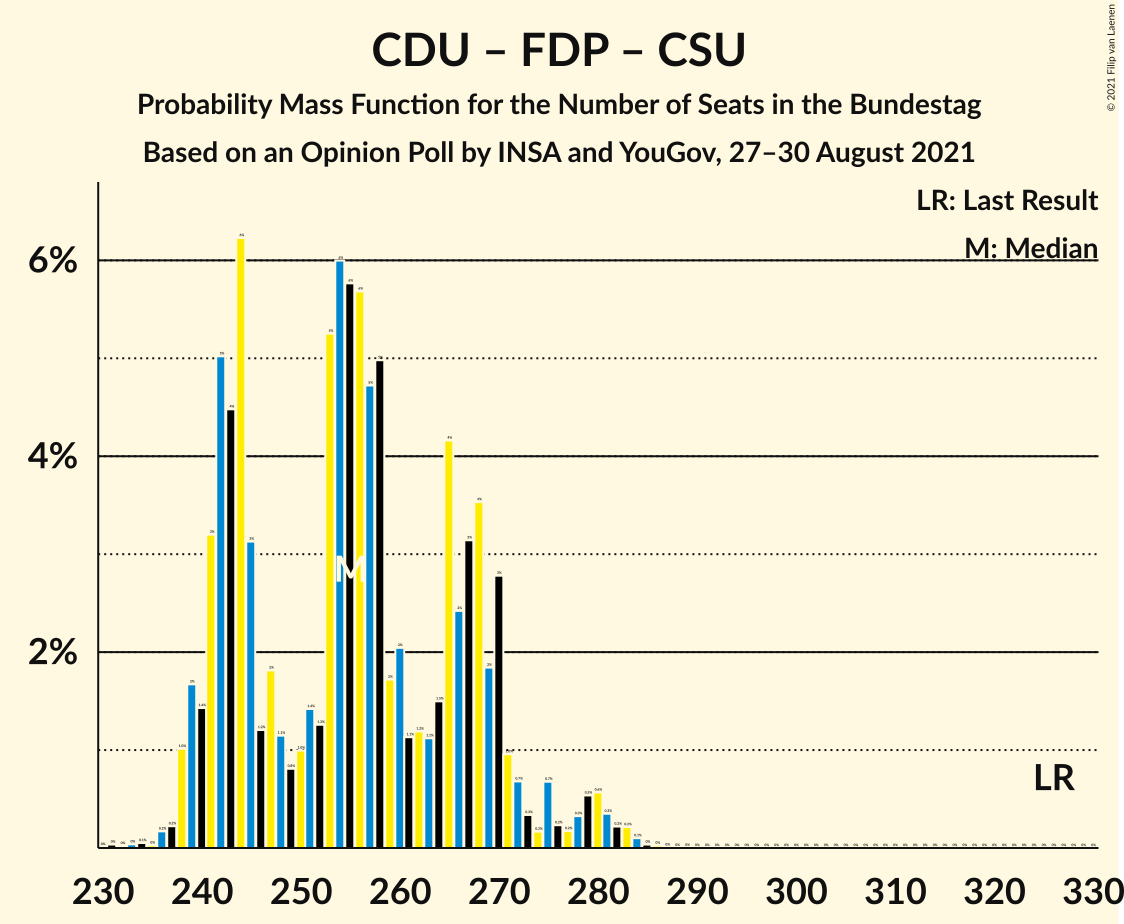 CDU – FDP – CSU
Probability Mass Function for the Number of Seats in the Bundestag
Based on an Opinion Poll by INSA and YouGov, 27–30 August 2021
© 2021 Filip van Laenen
LR: Last Result
M: Median
6%
4%
2%
M
LR
230 240 250 260 270 280 290 300 310 320 330